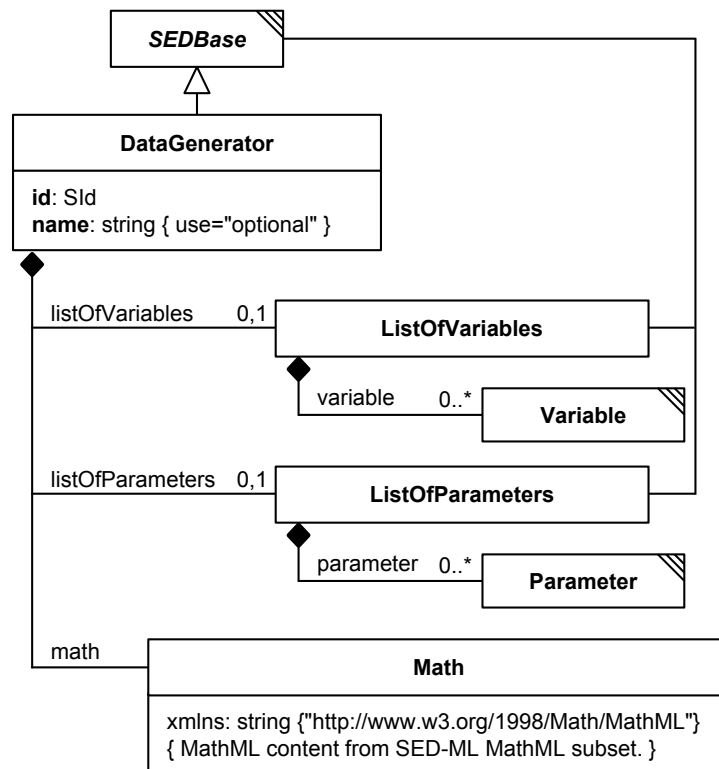 SEDBase
DataGenerator
id: SId
name: string { use="optional" }
listOfVariables 0,1
ListOfVariables
variable 0..*
Variable
listOfParameters 0,1
ListOfParameters
parameter 0..*
Parameter
math
Math
xmlns: string {"http://www.w3.org/1998/Math/MathML"}
{ MathML content from SED-ML MathML subset. }